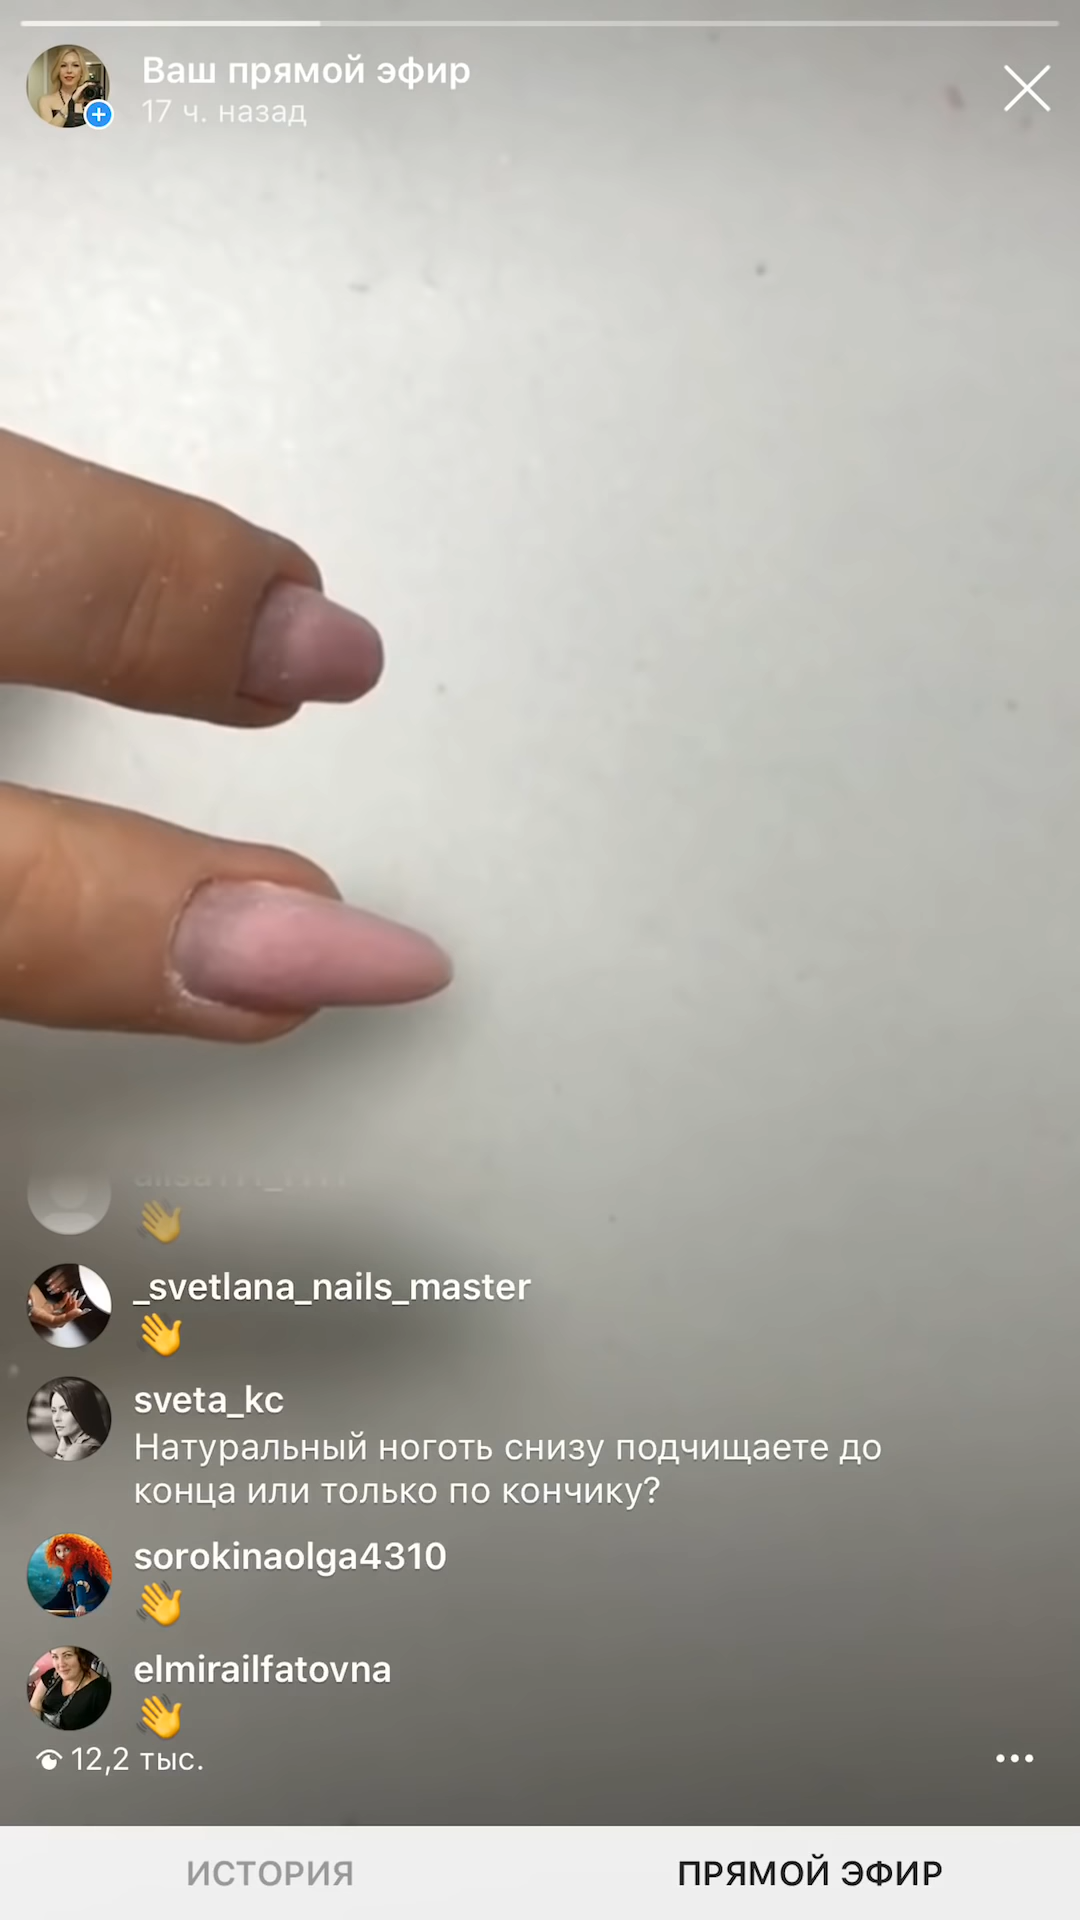 Ваш прямой эфир
17 ч. назад
_svetlana_nails_master
sveta_kc
Натуральный ноготь снизу подчищаете до
конца или только по кончику?
sorokinaolga4310
elmirailfatovna
12,2 тыс.
ИСТОРИЯ
ПРЯМОЙ ЭФИР